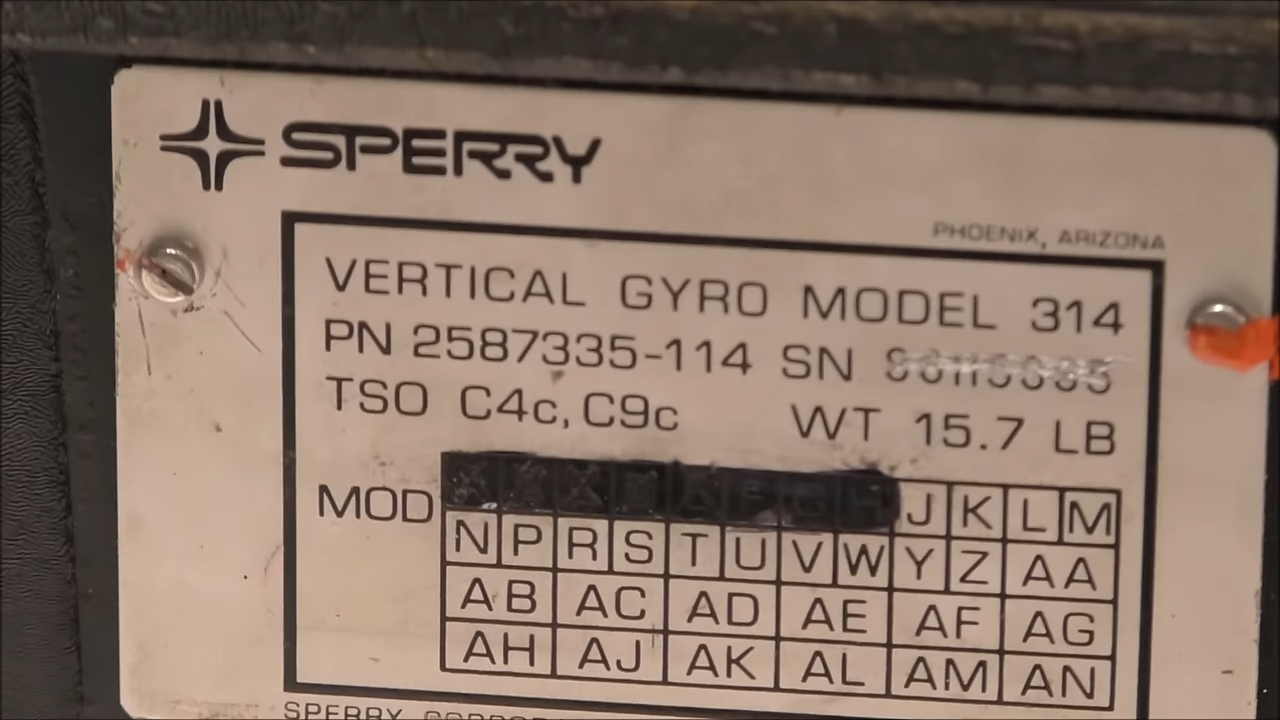 SPERRY
PHOENIX, ARIZONA
VERTICAL GYRO MODEL 314
PN 2587335-114 SN
TSO C4c, C9c WT 15.7 LB
MOD J K L M
N P R S T U V W Y Z AA
AB AC AD AE AF AG
AH AJ AK AL AM AN
SPERRY